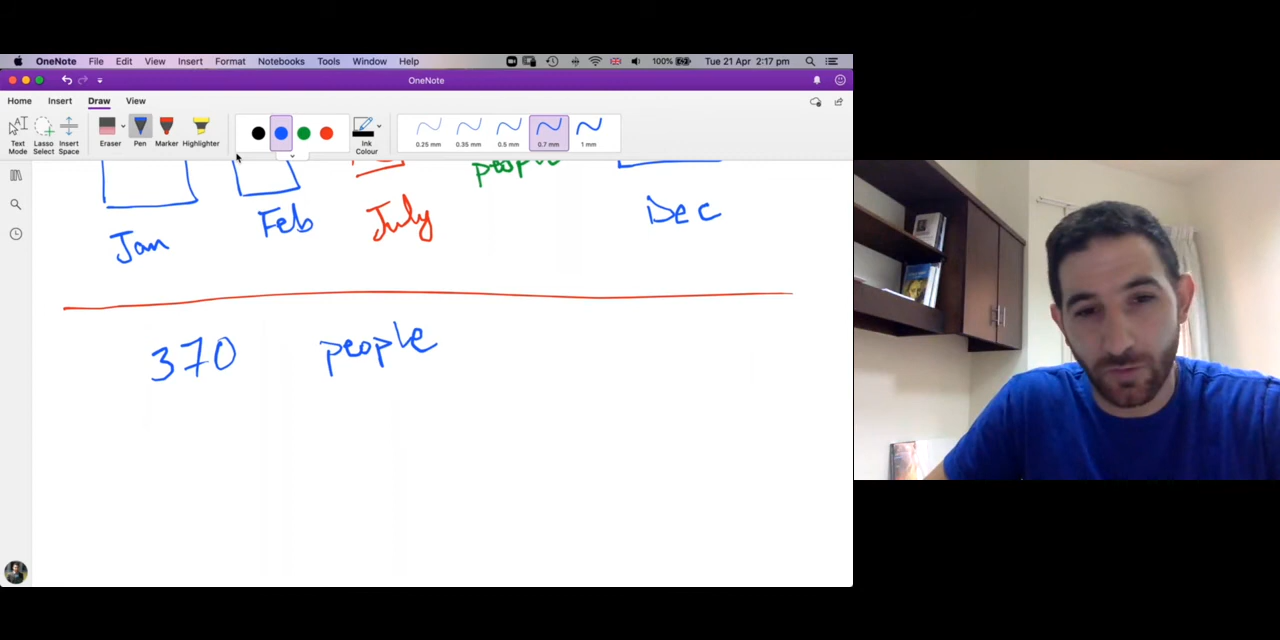 OneNote File Edit View Insert Format Notebooks Tools Window Help 100% Tue 21 Apr 2:17 pm
OneNote
Home Insert Draw View
Text Mode Lasso Select Insert Space Eraser Pen Marker Highlighter Ink Colour 0.25 mm 0.35 mm 0.5 mm 0.7 mm 1 mm
people
Jan Feb July Dec
370 people